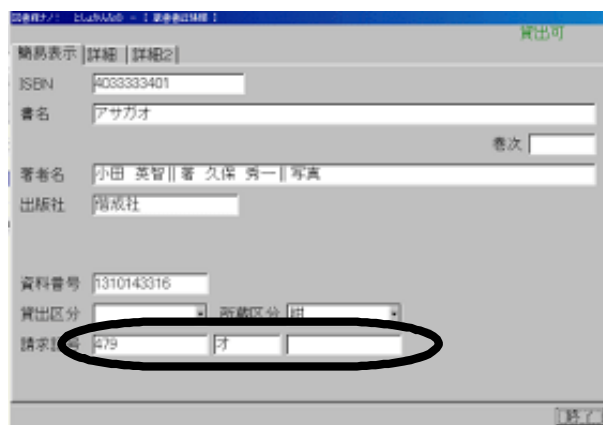 貸出可
簡易表示 詳細 詳細2
ISBN 4033333401
書名 アサガオ
巻次
著者名 小田 英智||著 久保 秀一||写真
出版社 偕成社
資料番号 1310143316
貸出区分 所蔵区分
請求記号 479 オ
終了